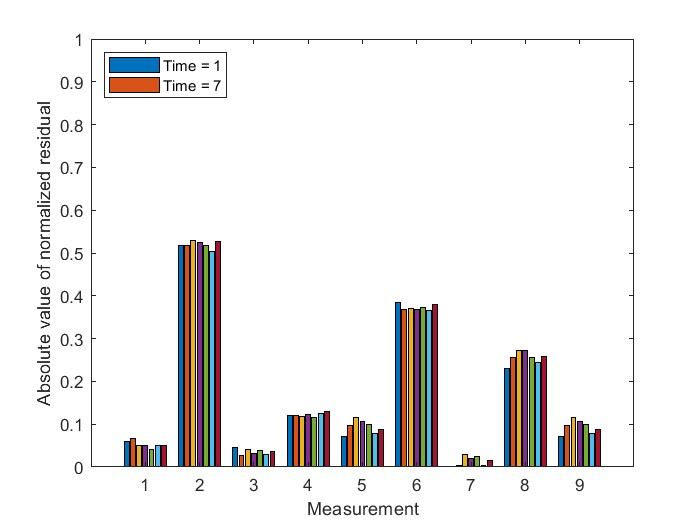 1
0.9
0.8
0.7
0.6
0.5
0.4
0.3
0.2
0.1
0
Absolute value of normalized residual
Time = 1
Time = 7
1 2 3 4 5 6 7 8 9
Measurement